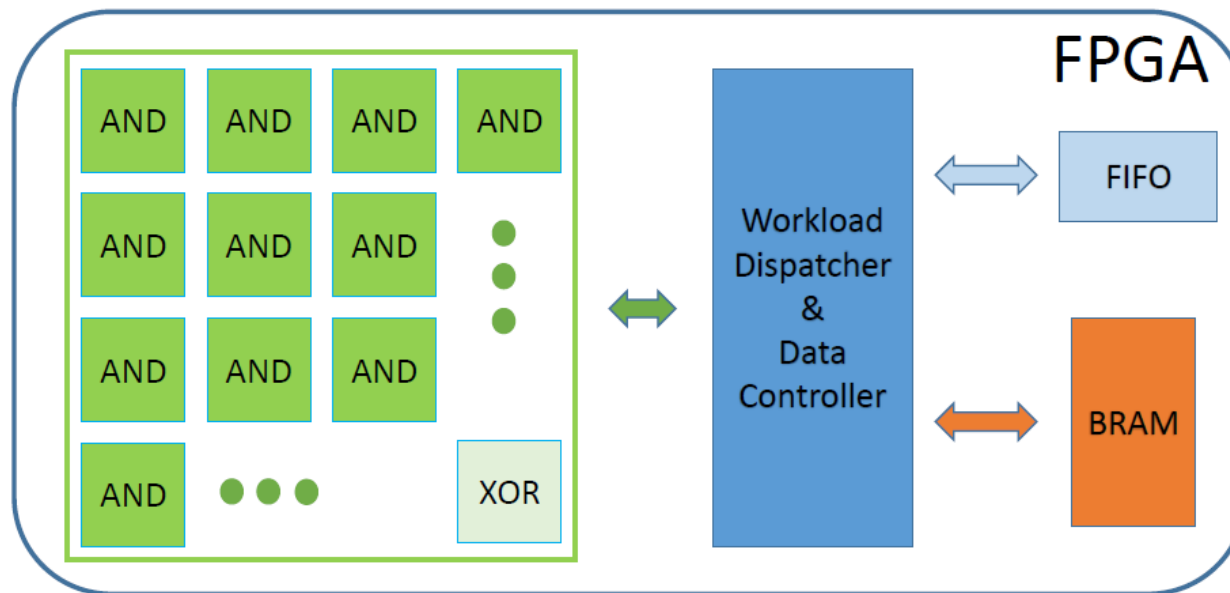 FPGA
AND AND AND AND
AND AND AND
AND AND AND
AND XOR
Workload
Dispatcher
&
Data
Controller
FIFO
BRAM